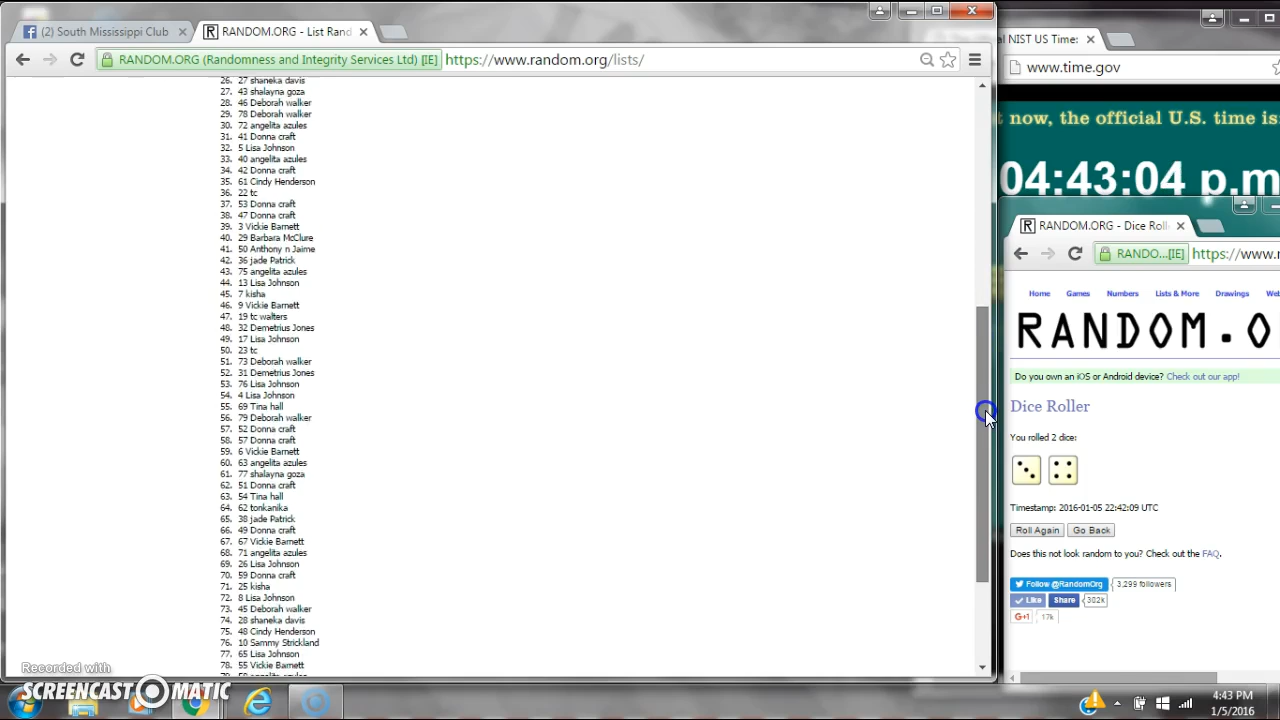 (2) South Mississippi Club
RANDOM.ORG - List Rand
RANDOM.ORG (Randomness and Integrity Services Ltd) [IE] https://www.random.org/lists/
26. 27 shaneka davis
27. 43 shalayna goza
28. 46 Deborah walker
29. 78 Deborah walker
30. 72 angelita azules
31. 41 Donna craft
32. 5 Lisa Johnson
33. 40 angelita azules
34. 42 Donna craft
35. 61 Cindy Henderson
36. 22 tc
37. 53 Donna craft
38. 47 Donna craft
39. 3 Vickie Barnett
40. 29 Barbara McClure
41. 50 Anthony n Jaime
42. 36 jade Patrick
43. 75 angelita azules
44. 13 Lisa Johnson
45. 7 kisha
46. 9 Vickie Barnett
47. 19 tc walters
48. 32 Demetrius Jones
49. 17 Lisa Johnson
50. 23 tc
51. 73 Deborah walker
52. 31 Demetrius Jones
53. 76 Lisa Johnson
54. 4 Lisa Johnson
55. 69 Tina hall
56. 79 Deborah walker
57. 52 Donna craft
58. 57 Donna craft
59. 6 Vickie Barnett
60. 63 angelita azules
61. 77 shalayna goza
62. 51 Donna craft
63. 54 Tina hall
64. 62 tonkanika
65. 38 jade Patrick
66. 49 Donna craft
67. 67 Vickie Barnett
68. 71 angelita azules
69. 26 Lisa Johnson
70. 59 Donna craft
71. 25 kisha
72. 8 Lisa Johnson
73. 45 Deborah walker
74. 28 shaneka davis
75. 48 Cindy Henderson
76. 10 Sammy Strickland
77. 65 Lisa Johnson
78. 55 Vickie Barnett
al NIST US Time:
www.time.gov
t now, the official U.S. time is:
04:43:04 p.m
RANDOM.ORG - Dice Roll
RANDO...[IE] https://www.r
Home Games Numbers Lists & More Drawings Web
RANDOM.O
Do you own an iOS or Android device? Check out our app!
Dice Roller
You rolled 2 dice:
Timestamp: 2016-01-05 22:42:09 UTC
Roll Again Go Back
Does this not look random to you? Check out the FAQ.
Follow @RandomOrg 3,299 followers
Like Share 302k
G+1 17k
Recorded with
SCREENCAST O MATIC
4:43 PM
1/5/2016